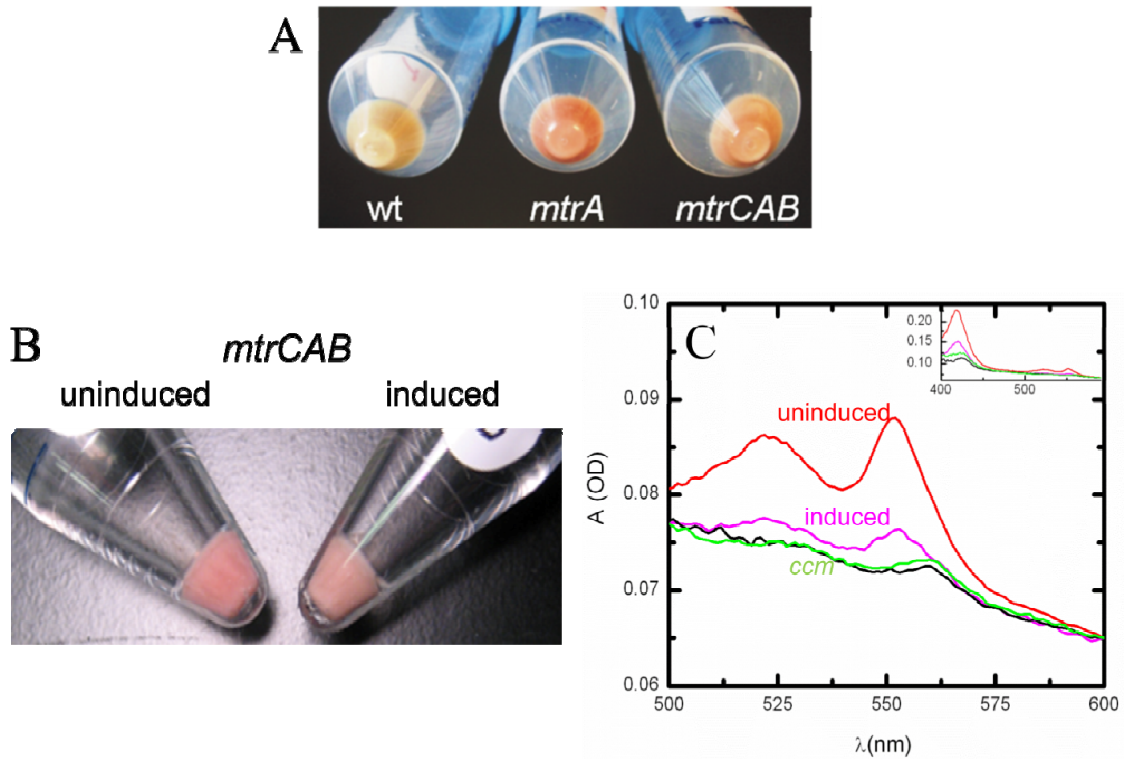 A
wt mtrA mtrCAB
B
mtrCAB
uninduced induced
C
0.10
0.09
0.08
0.07
0.06
A (OD)
500 525 550 575 600
λ(nm)
uninduced
induced
ccm
0.20
0.15
0.10
400 500